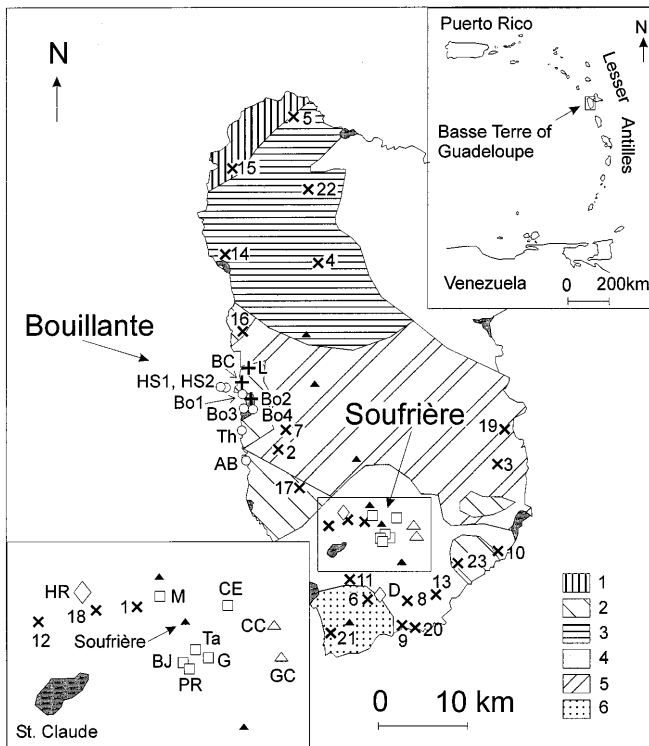 N
Puerto Rico
N
Lesser
Antilles
Basse Terre of
Guadeloupe
Venezuela
0 200km
5
15
22
14
4
16
Bouillante
BC
L
HS1, HS2
Bo1
Bo2
Bo3
Bo4
Soufrière
Th
7
19
2
AB
3
17
10
23
11
13
D
6
8
21
9
20
HR
M
CE
18
1
12
Soufrière
Ta
CC
BJ
G
PR
GC
St. Claude
0 10 km
1
2
3
4
5
6